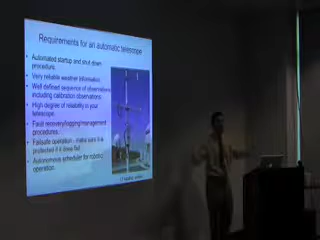 Requirements for an automatic telescope
• Automated startup and shut down
procedure.
• Very reliable weather information.
• Well defined sequence of observations
including calibration observations.
• High degree of reliability in your
telescope.
• Fault recovery/logging/management
procedures.
• Failsafe operation - make sure it is
protected if it does fail
• Autonomous scheduler for robotic
operation.